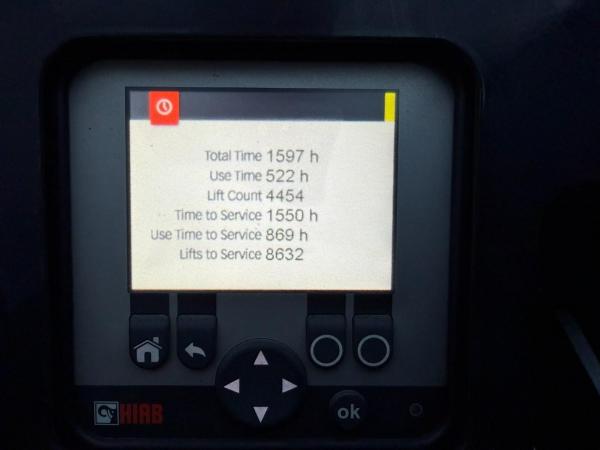 Total Time 1597 h
Use Time 522 h
Lift Count 4454
Time to Service 1550 h
Use Time to Service 869 h
Lifts to Service 8632
ok
HIAB